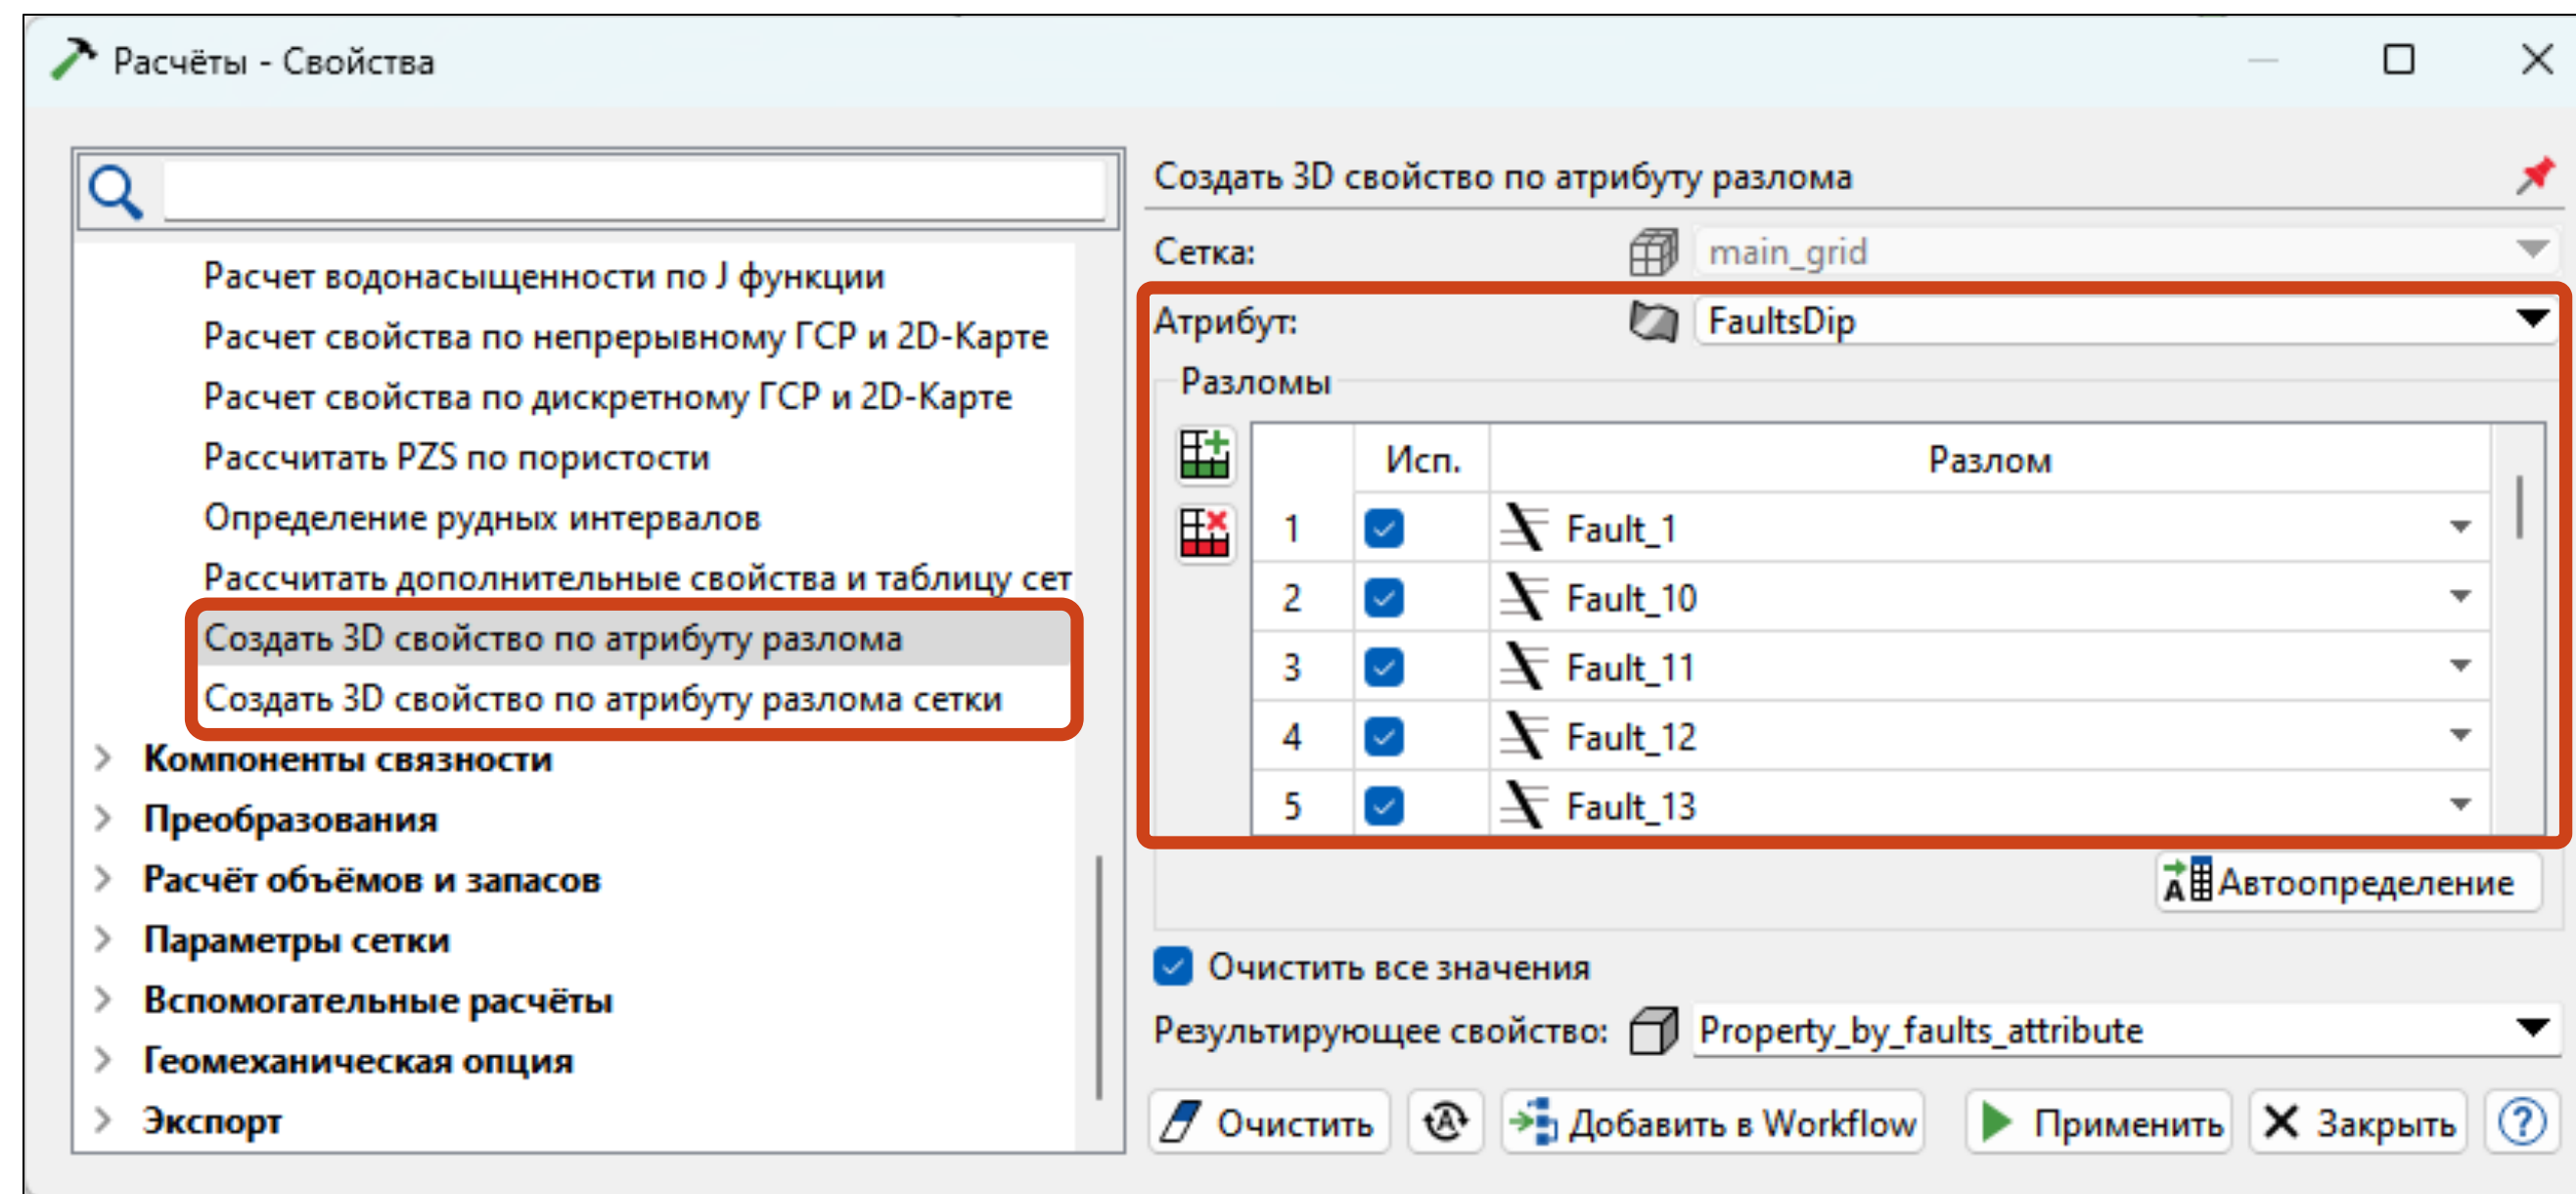 Расчёты - Свойства
Расчет водонасыщенности по J функции
Расчет свойства по непрерывному ГСР и 2D-Карте
Расчет свойства по дискретному ГСР и 2D-Карте
Рассчитать PZS по пористости
Определение рудных интервалов
Рассчитать дополнительные свойства и таблицу сет
Создать 3D свойство по атрибуту разлома
Создать 3D свойство по атрибуту разлома сетки
Компоненты связности
Преобразования
Расчёт объёмов и запасов
Параметры сетки
Вспомогательные расчёты
Геомеханическая опция
Экспорт
Создать 3D свойство по атрибуту разлома
Сетка: main_grid
Атрибут: FaultsDip
Разломы
Исп. Разлом
1 Fault_1
2 Fault_10
3 Fault_11
4 Fault_12
5 Fault_13
Автоопределение
Очистить все значения
Результирующее свойство: Property_by_faults_attribute
Очистить Добавить в Workflow Применить Закрыть